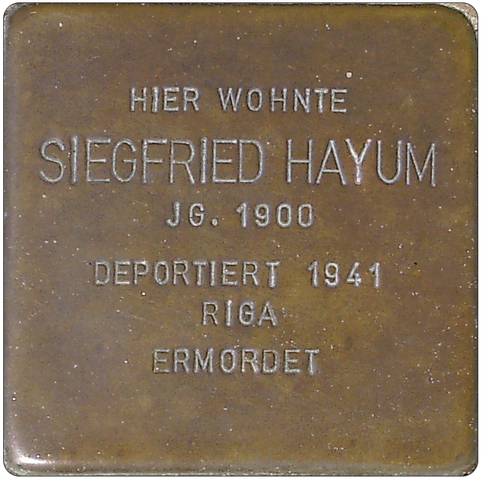 HIER WOHNTE
SIEGFRIED HAYUM
JG. 1900
DEPORTIERT 1941
RIGA
ERMORDET